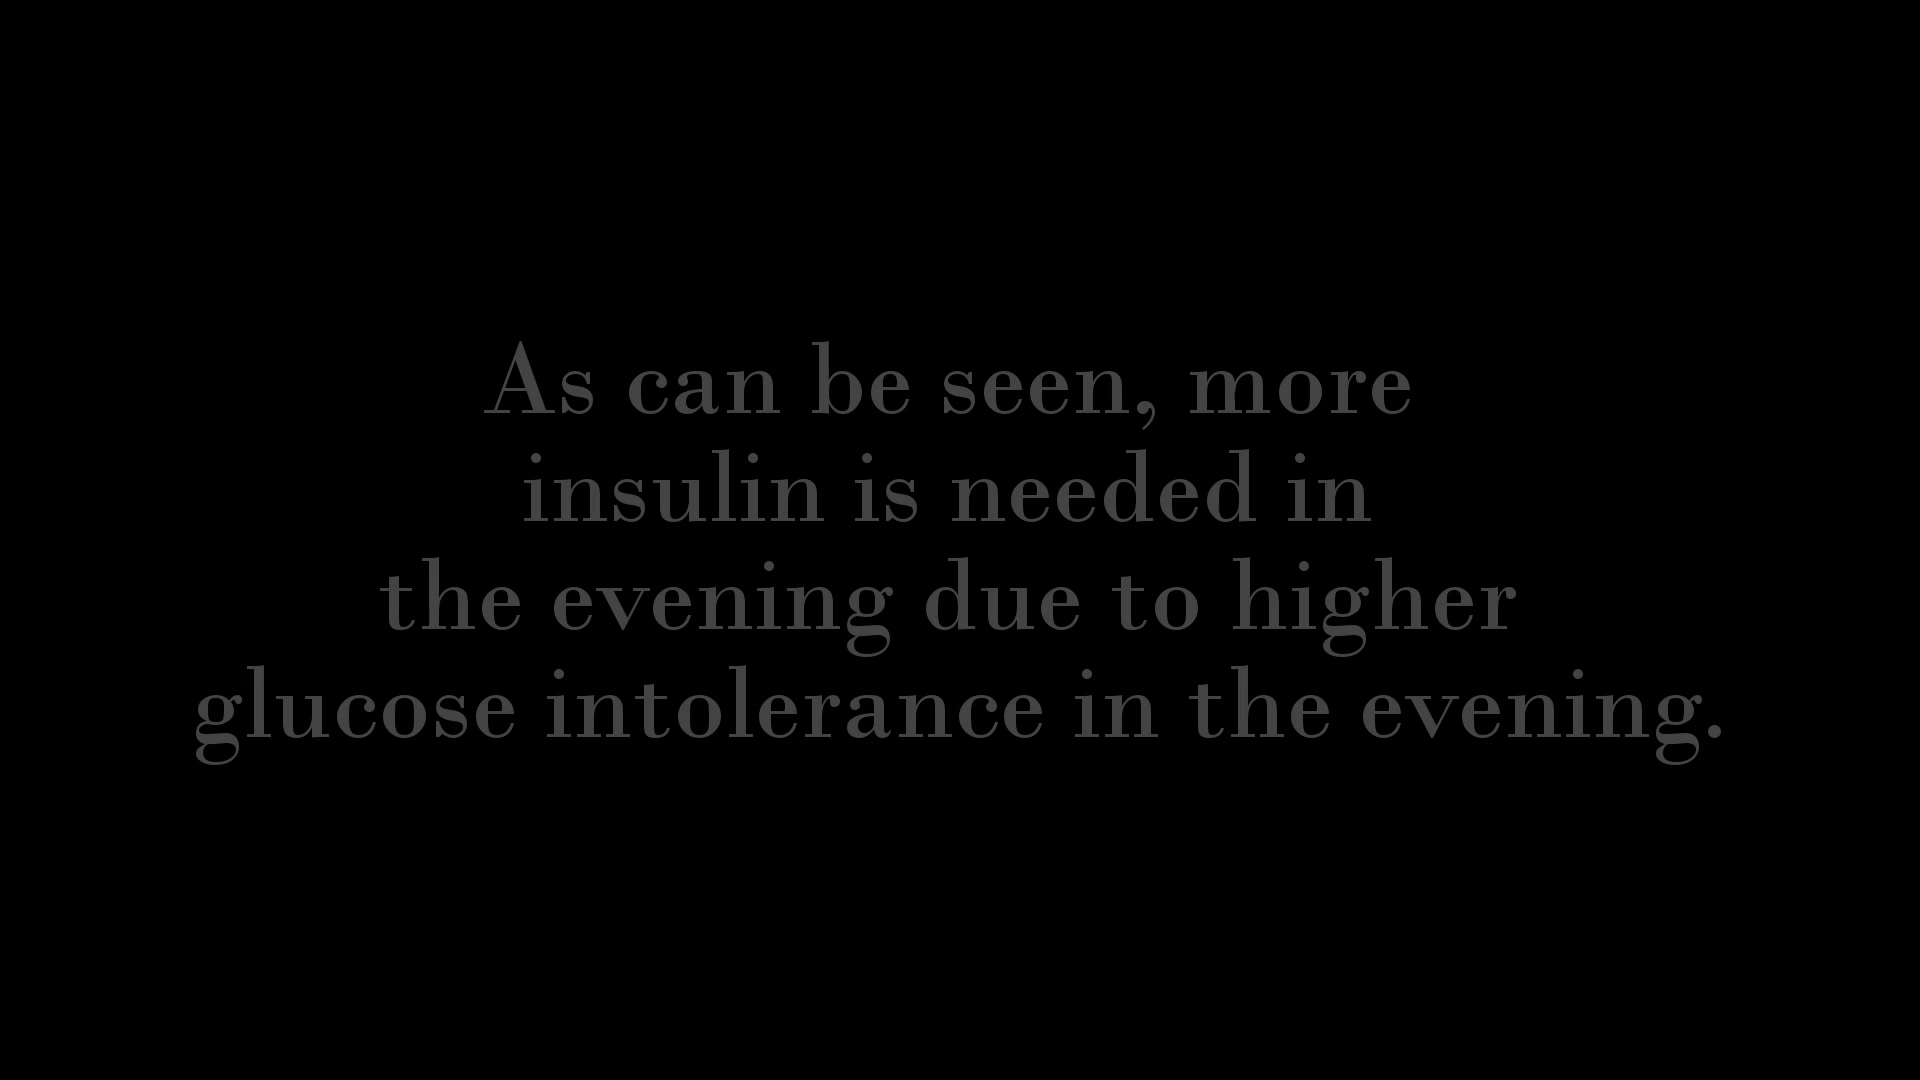 As can be seen, more
insulin is needed in
the evening due to higher
glucose intolerance in the evening.